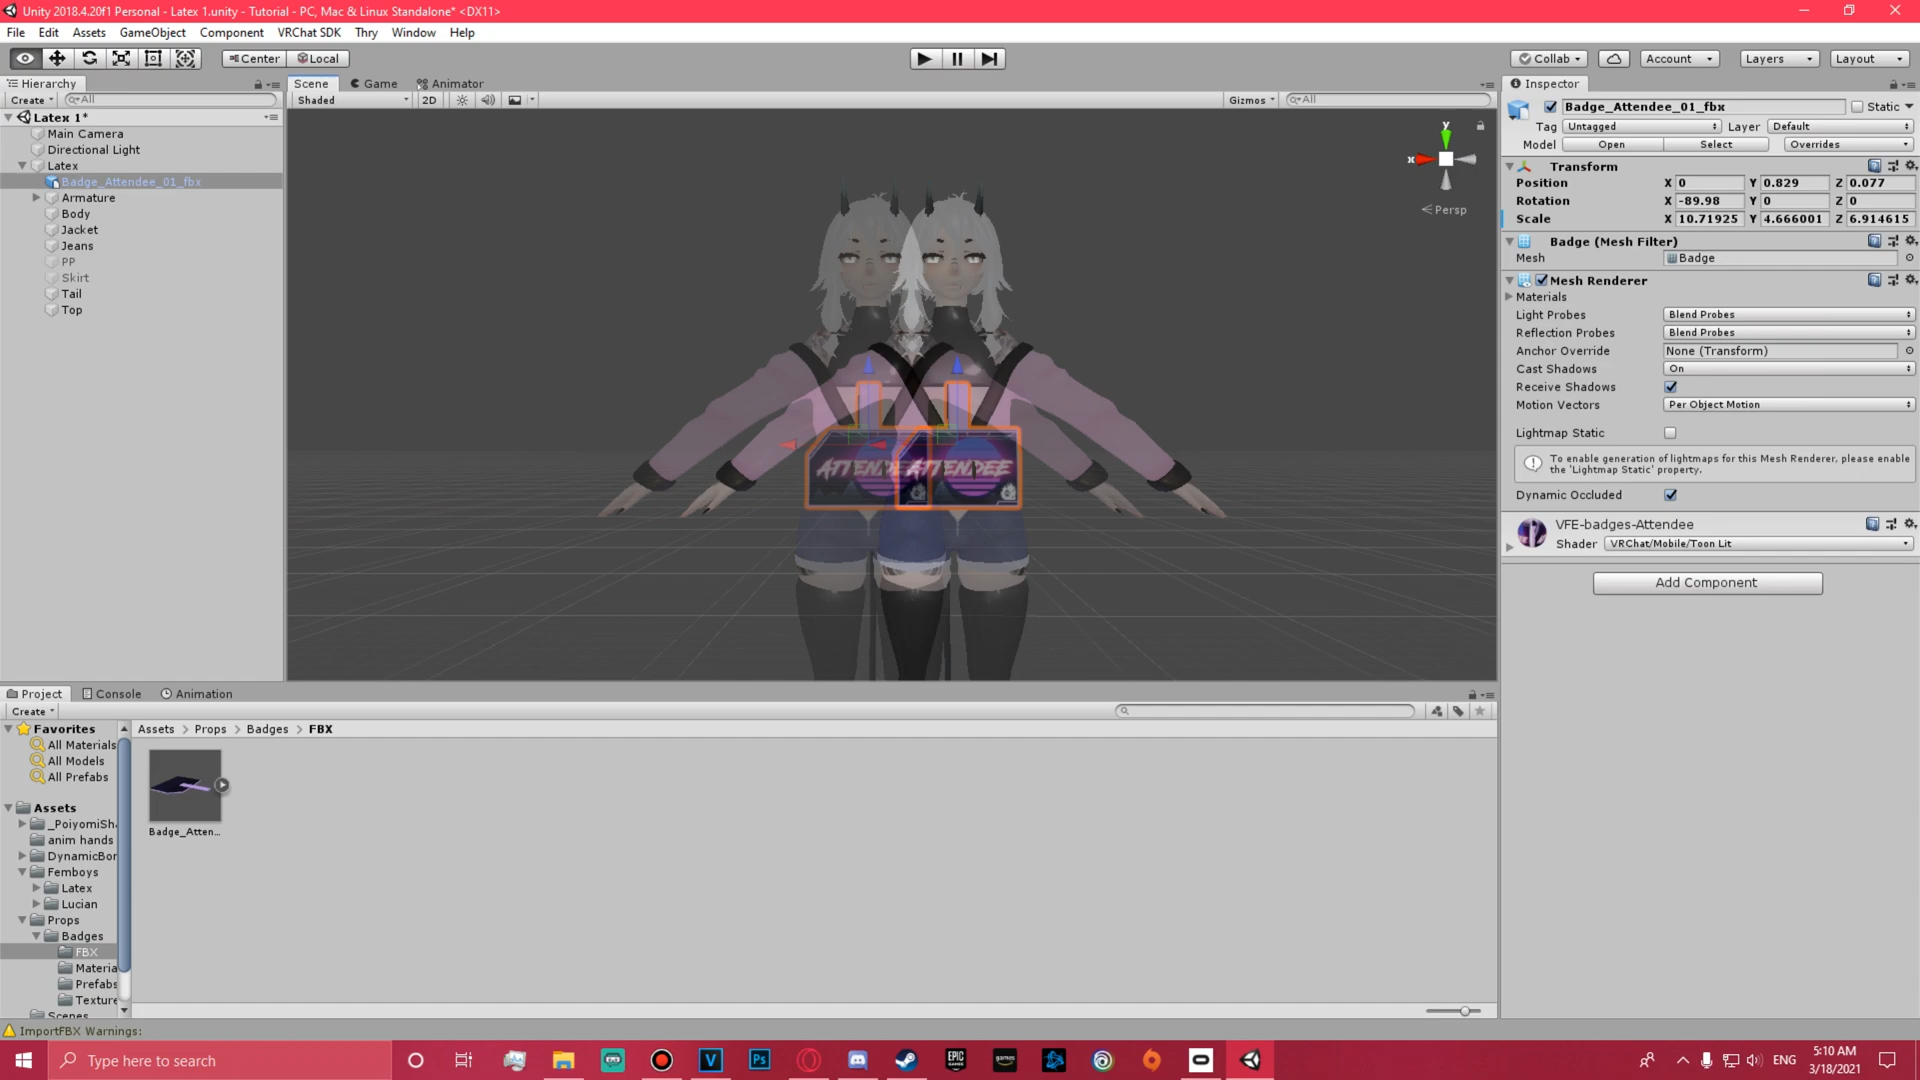 Unity 2018.4.20f1 Personal - Latex 1.unity - Tutorial - PC, Mac & Linux Standalone* <DX11>
File Edit Assets GameObject Component VRChat SDK Thry Window Help
Center Local Collab Account Layers Layout
Hierarchy Scene Game Animator Inspector
Create All Shaded 2D Gizmos All
Latex 1*
Main Camera
Directional Light
Latex
Badge_Attendee_01_fbx
Armature
Body
Jacket
Jeans
PP
Skirt
Tail
Top
y
x
Persp
ATTENDEE
Badge_Attendee_01_fbx Static
Tag Untagged Layer Default
Model Open Select Overrides
Transform
Position X 0 Y 0.829 Z 0.077
Rotation X -89.98 Y 0 Z 0
Scale X 10.71925 Y 4.666001 Z 6.914615
Badge (Mesh Filter)
Mesh Badge
Mesh Renderer
Materials
Light Probes Blend Probes
Reflection Probes Blend Probes
Anchor Override None (Transform)
Cast Shadows On
Receive Shadows
Motion Vectors Per Object Motion
Lightmap Static
To enable generation of lightmaps for this Mesh Renderer, please enable
the 'Lightmap Static' property.
Dynamic Occluded
VFE-badges-Attendee
Shader VRChat/Mobile/Toon Lit
Add Component
Project Console Animation
Create
Favorites
All Materials
All Models
All Prefabs
Assets
_PoiyomiSh
anim hands
DynamicBor
Femboys
Latex
Lucian
Props
Badges
FBX
Materia
Prefabs
Texture
Scenes
Assets > Props > Badges > FBX
Badge_Atten...
ImportFBX Warnings:
Type here to search
V Ps EPIC GAMES amazon games
ENG
5:10 AM
3/18/2021